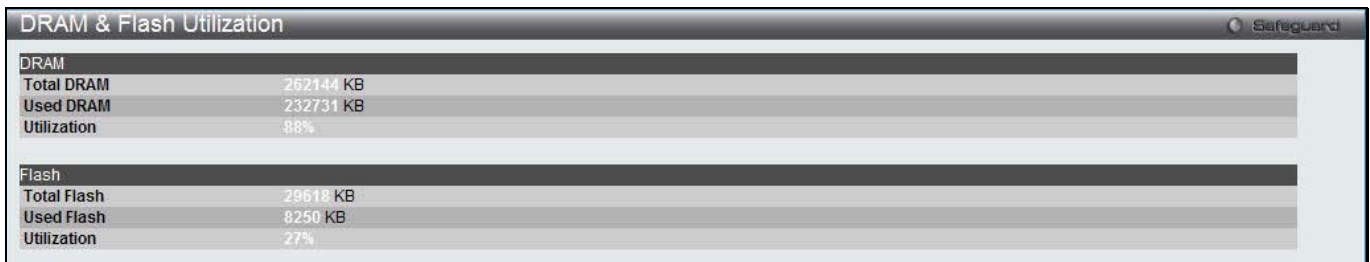 DRAM & Flash Utilization
Safeguard
DRAM
Total DRAM 262144 KB
Used DRAM 232731 KB
Utilization 88%
Flash
Total Flash 29618 KB
Used Flash 8250 KB
Utilization 27%